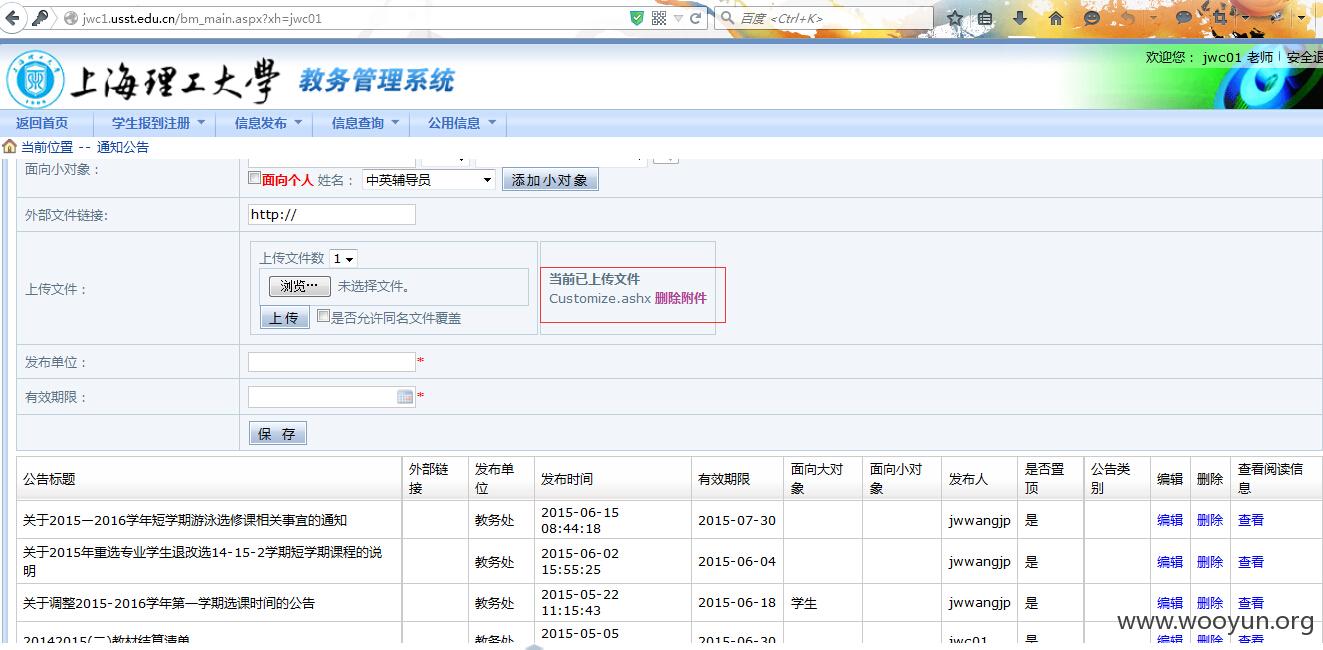 jwc1.usst.edu.cn/bm_main.aspx?xh=jwc01
百度 <Ctrl+K>
上海理工大学 教务管理系统
欢迎您： jwc01 老师 安全退
返回首页 学生报到注册 信息发布 信息查询 公用信息
当前位置 -- 通知公告
面向小对象：
面向个人 姓名： 中英辅导员 添加小对象
外部文件链接: http://
上传文件：
上传文件数 1
浏览… 未选择文件。
上传 是否允许同名文件覆盖
当前已上传文件
Customize.ashx 删除附件
发布单位： *
有效期限： *
保 存
公告标题 外部链接 发布单位 发布时间 有效期限 面向大对象 面向小对象 发布人 是否置顶 公告类别 编辑 删除 查看阅读信息
关于2015—2016学年短学期游泳选修课相关事宜的通知 教务处 2015-06-15 08:44:18 2015-07-30 jwwangjp 是 编辑 删除 查看
关于2015年重选专业学生退改选14-15-2学期短学期课程的说明 教务处 2015-06-02 15:55:25 2015-06-04 jwwangjp 是 编辑 删除 查看
关于调整2015-2016学年第一学期选课时间的公告 教务处 2015-05-22 11:15:43 2015-06-18 学生 jwwangjp 是 编辑 删除 查看
20142015(二)教材结算清单 教务处 2015-05-05 2015-06-30 jwc01 是 编辑 删除 查看
www.wooyun.org